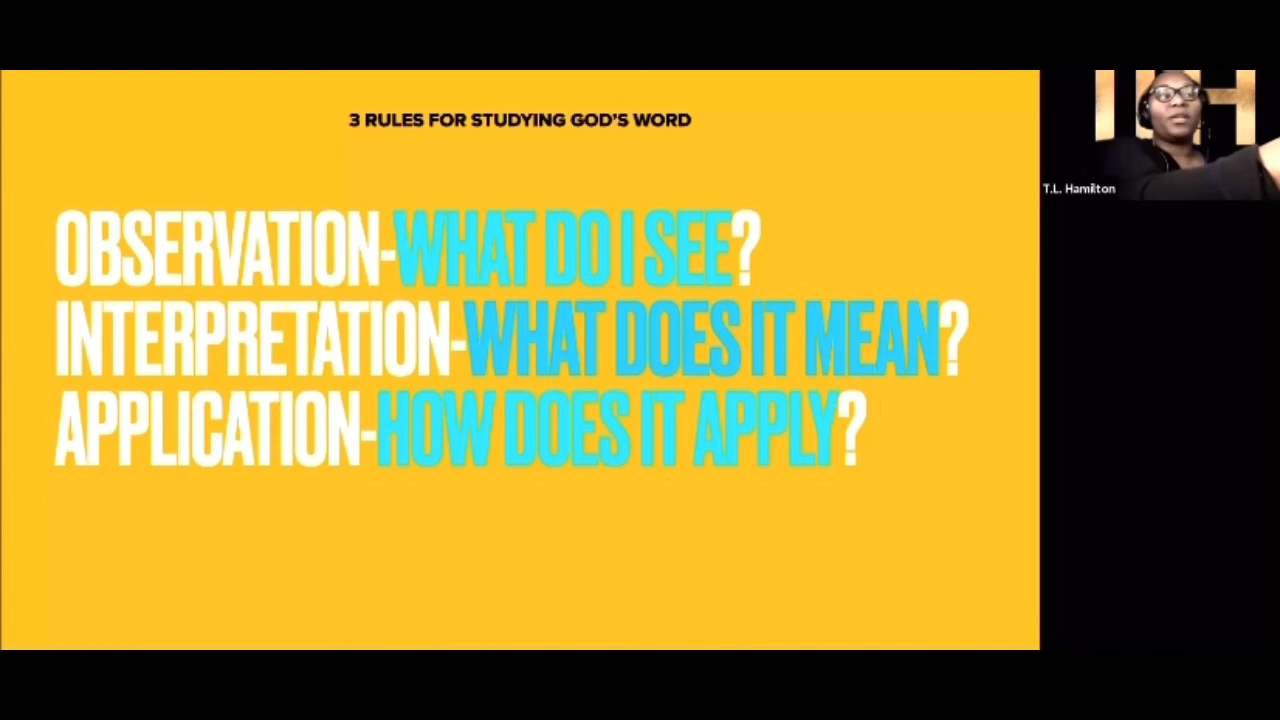 3 RULES FOR STUDYING GOD'S WORD
OBSERVATION-WHAT DO I SEE?
INTERPRETATION-WHAT DOES IT MEAN?
APPLICATION-HOW DOES IT APPLY?
T.L. Hamilton